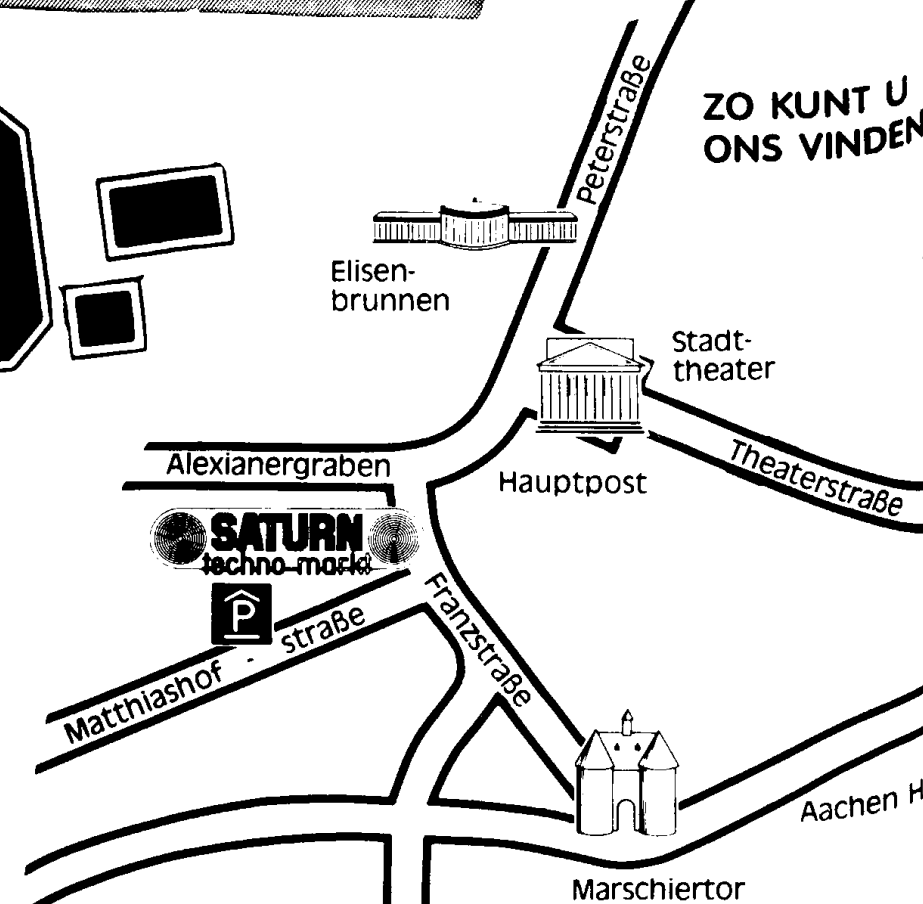 Peterstraße
ZO KUNT U
ONS VINDEN
Elisen-
brunnen
Stadt-
theater
Alexianergraben
Hauptpost
Theaterstraße
SATURN
techno-markt
P
Franzstraße
Matthiashof - straße
Aachen H
Marschiertor